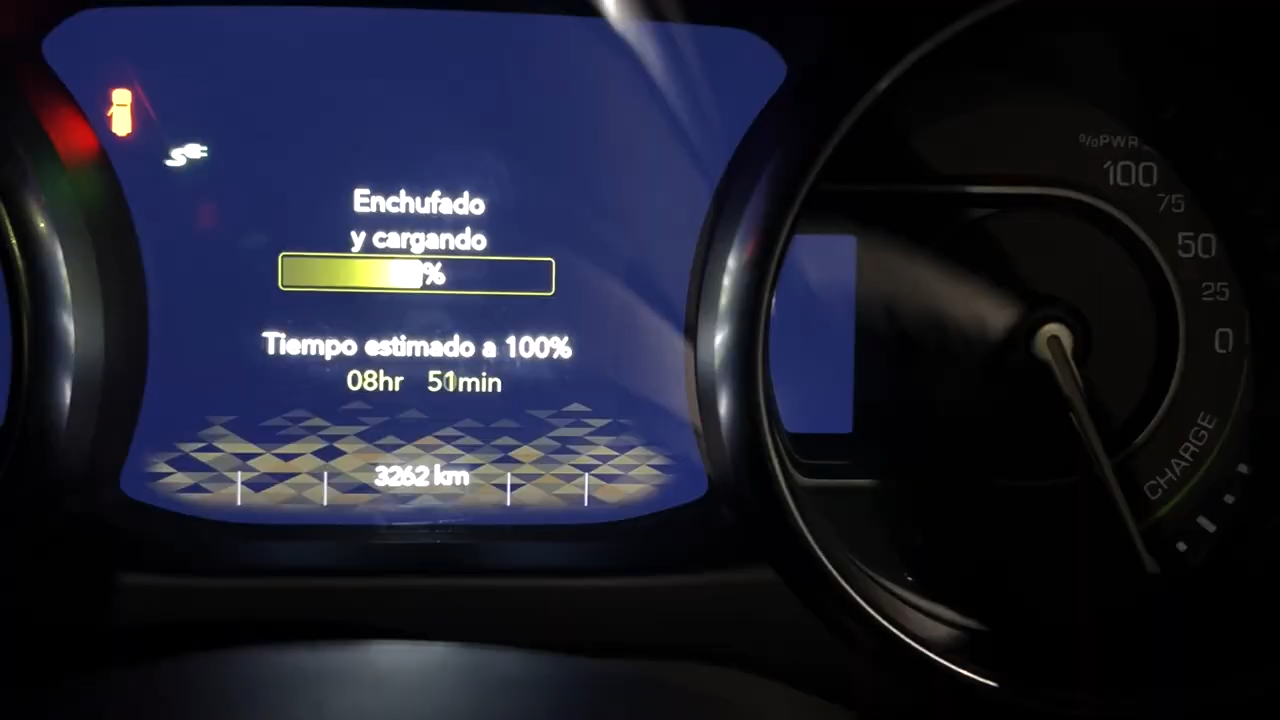 Enchufado
y cargando
%
Tiempo estimado a 100%
08hr 51min
3262 km
%PWR
100
75
50
25
0
CHARGE